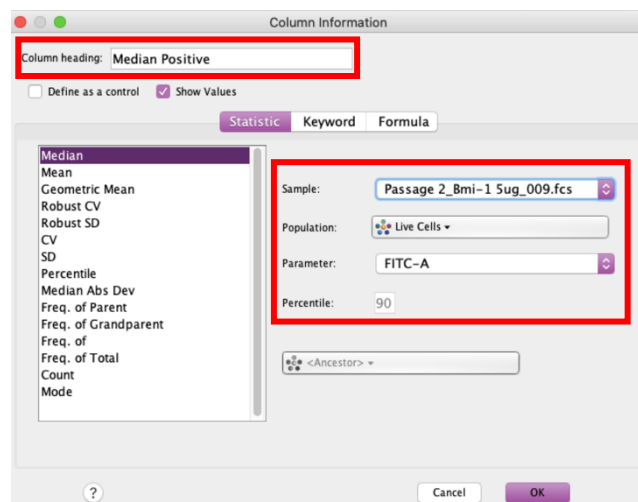 Column Information
Column heading: Median Positive
Define as a control Show Values
Statistic Keyword Formula
Median
Mean
Geometric Mean
Robust CV
Robust SD
CV
SD
Percentile
Median Abs Dev
Freq. of Parent
Freq. of Grandparent
Freq. of
Freq. of Total
Count
Mode
Sample: Passage 2_Bmi-1 5ug_009.fcs
Population: Live Cells
Parameter: FITC-A
Percentile: 90
<Ancestor>
? Cancel OK